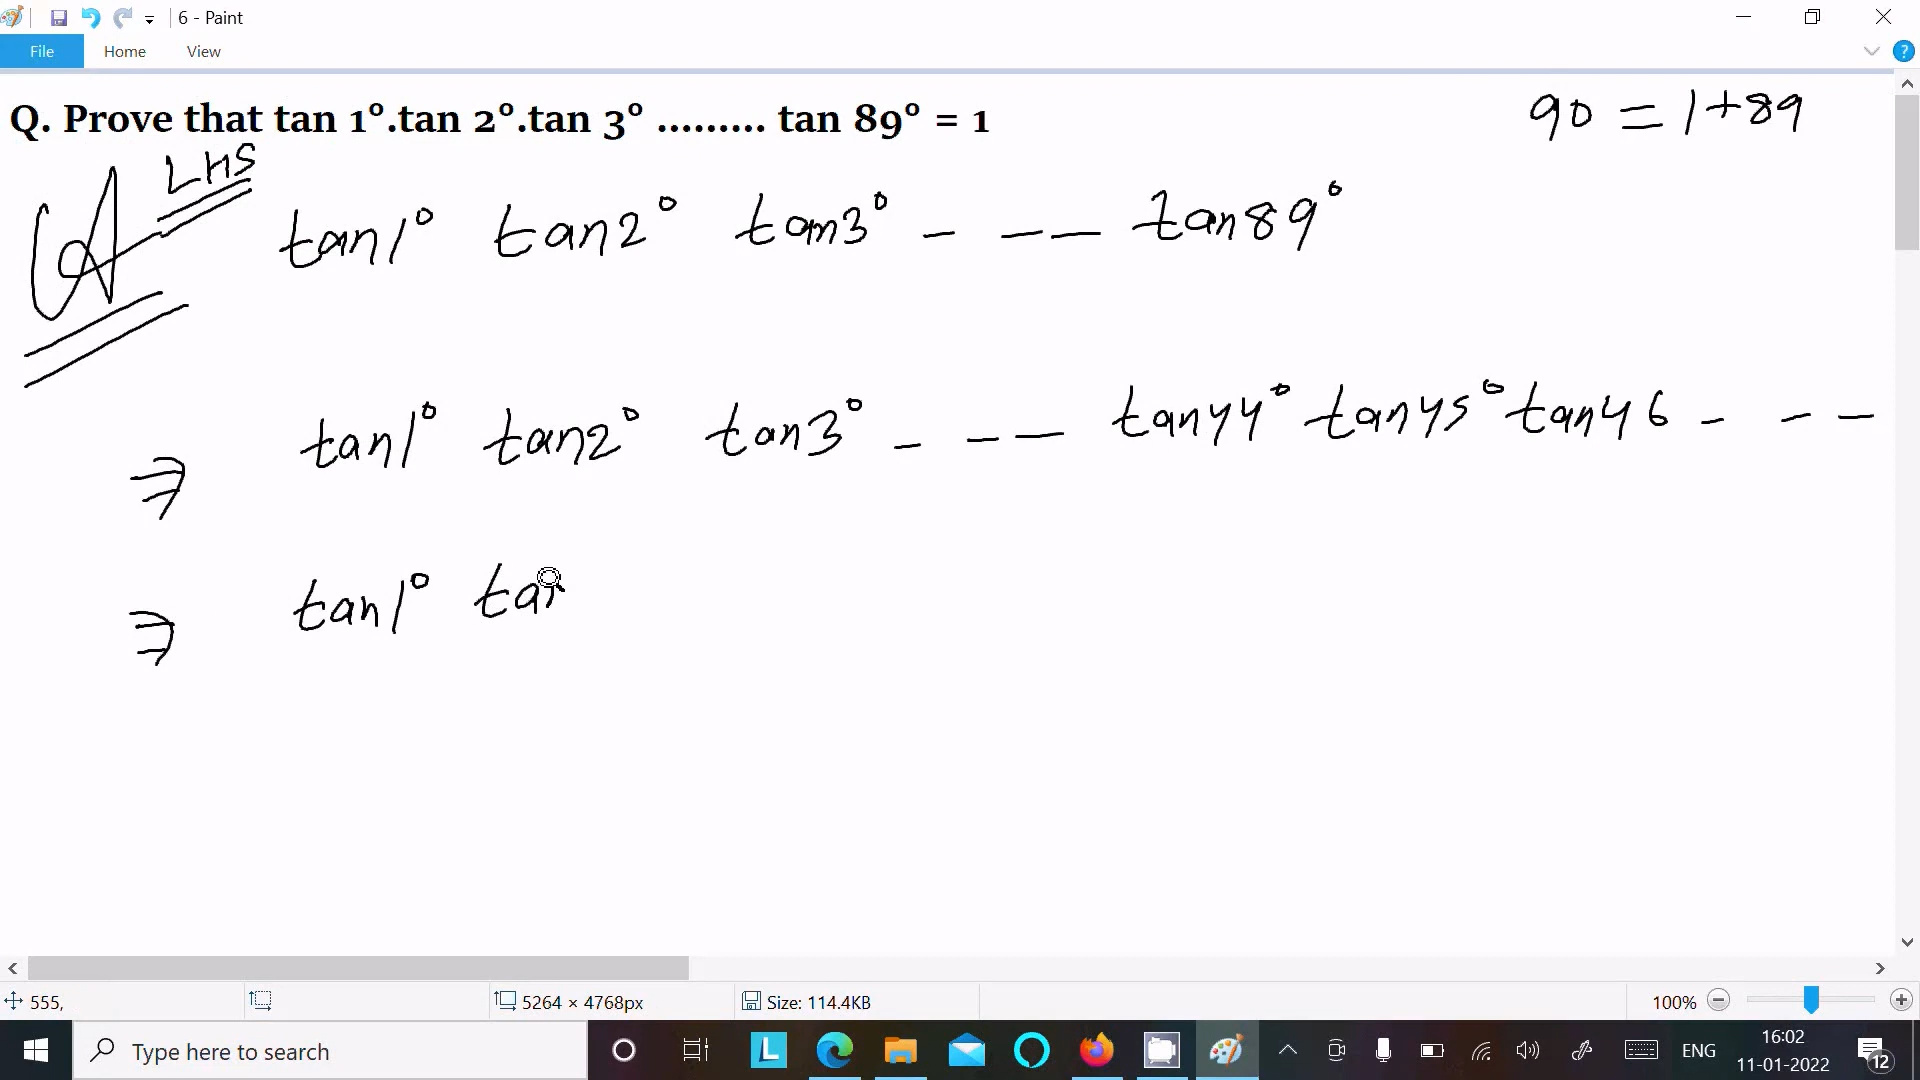 6 - Paint
File Home View
Q. Prove that tan 1°.tan 2°.tan 3° ......... tan 89° = 1
90 = 1+89
LHS
tan1° tan2° tan3° - -- tan89°
⇒ tan1° tan2° tan3° - -- tan44° tan45° tan46 - - -
⇒ tan1° tan
555,
5264 × 4768px
Size: 114.4KB
100%
Type here to search
L
ENG
16:02
11-01-2022
12